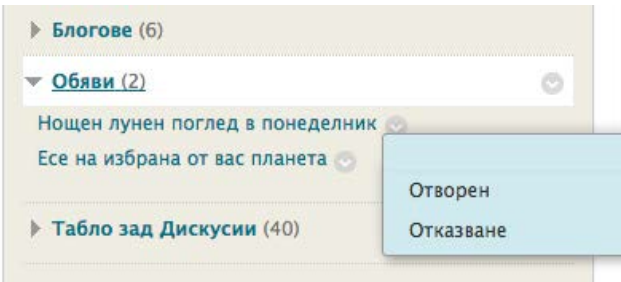 Блогове (6)
Обяви (2)
Нощен лунен поглед в понеделник
Есе на избрана от вас планета
Отворен
Табло зад Дискусии (40)
Отказване